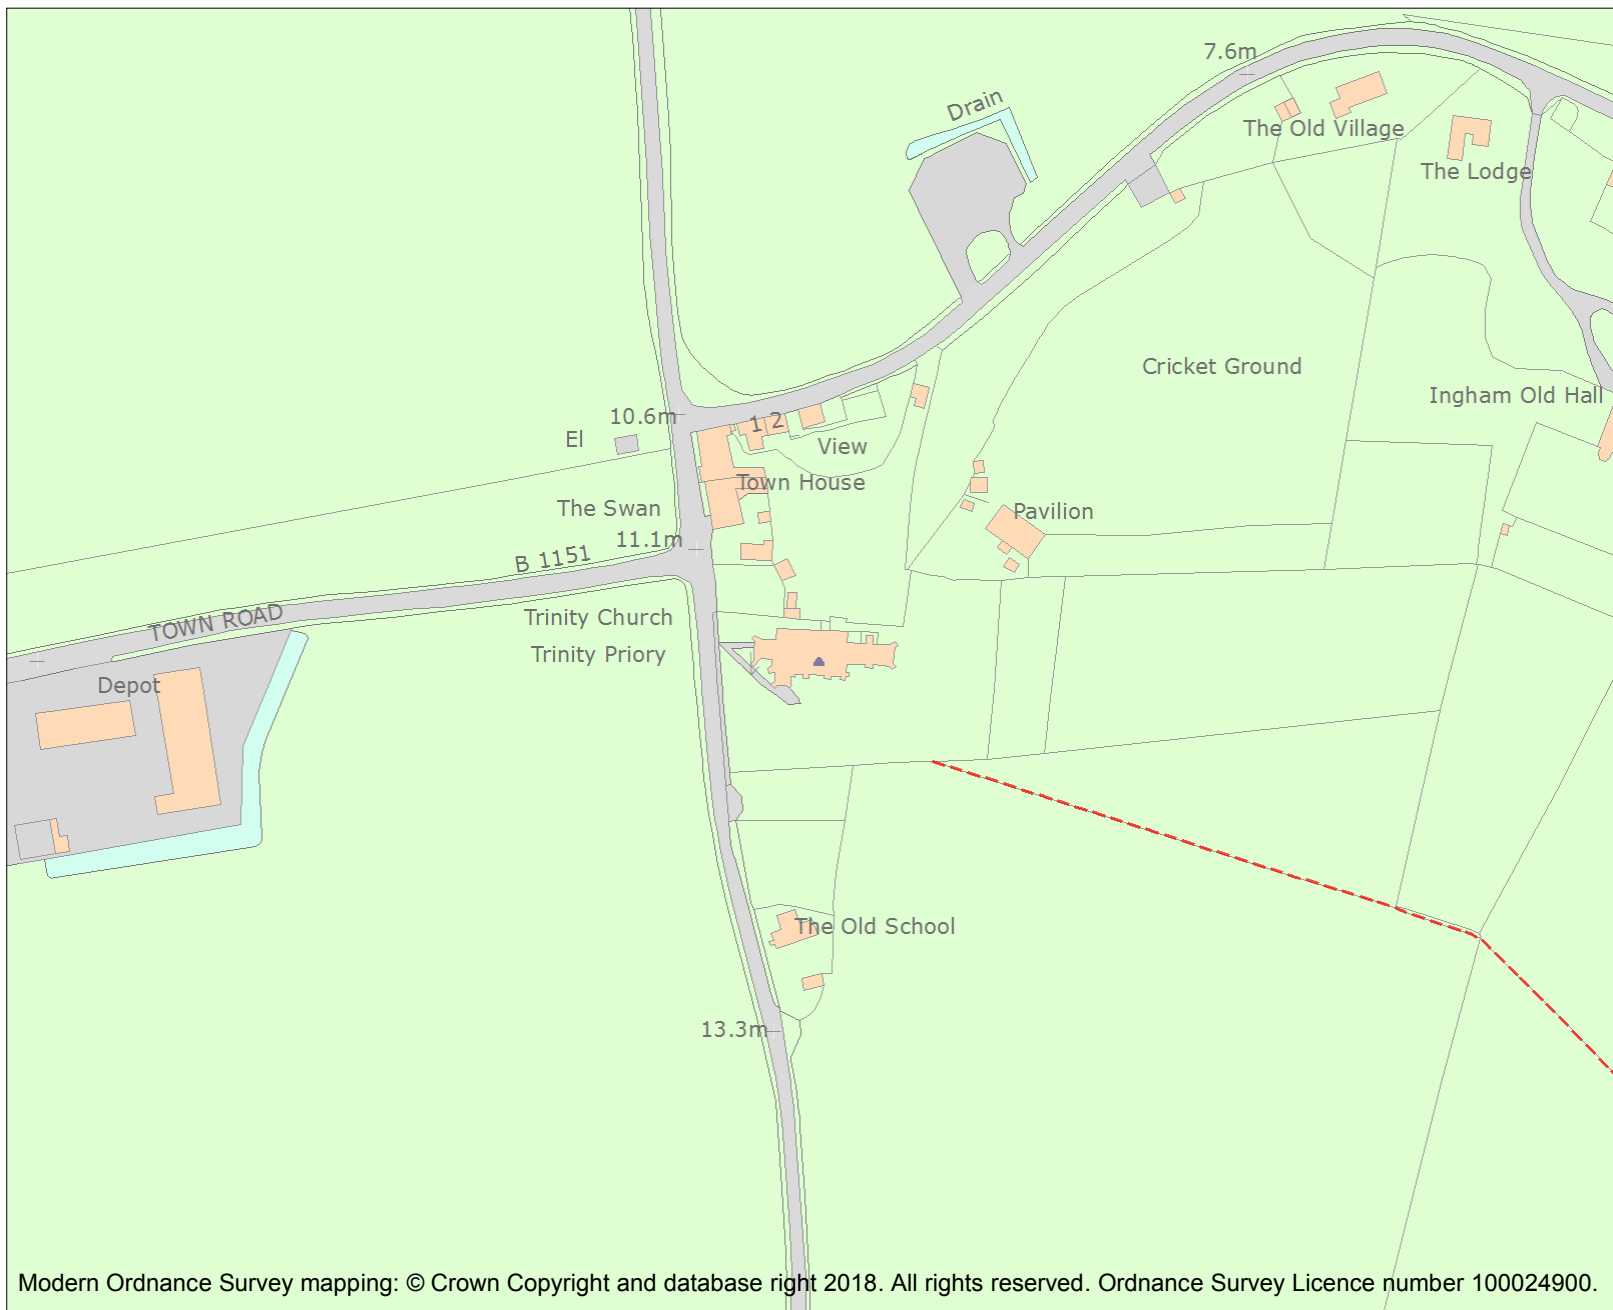 7.6m
Drain
The Old Village
The Lodge
Cricket Ground
Ingham Old Hall
10.6m
1 2
El
View
Town House
The Swan
Pavilion
11.1m
B 1151
TOWN ROAD
Trinity Church
Trinity Priory
Depot
The Old School
13.3m
Modern Ordnance Survey mapping: © Crown Copyright and database right 2018. All rights reserved. Ordnance Survey Licence number 100024900.